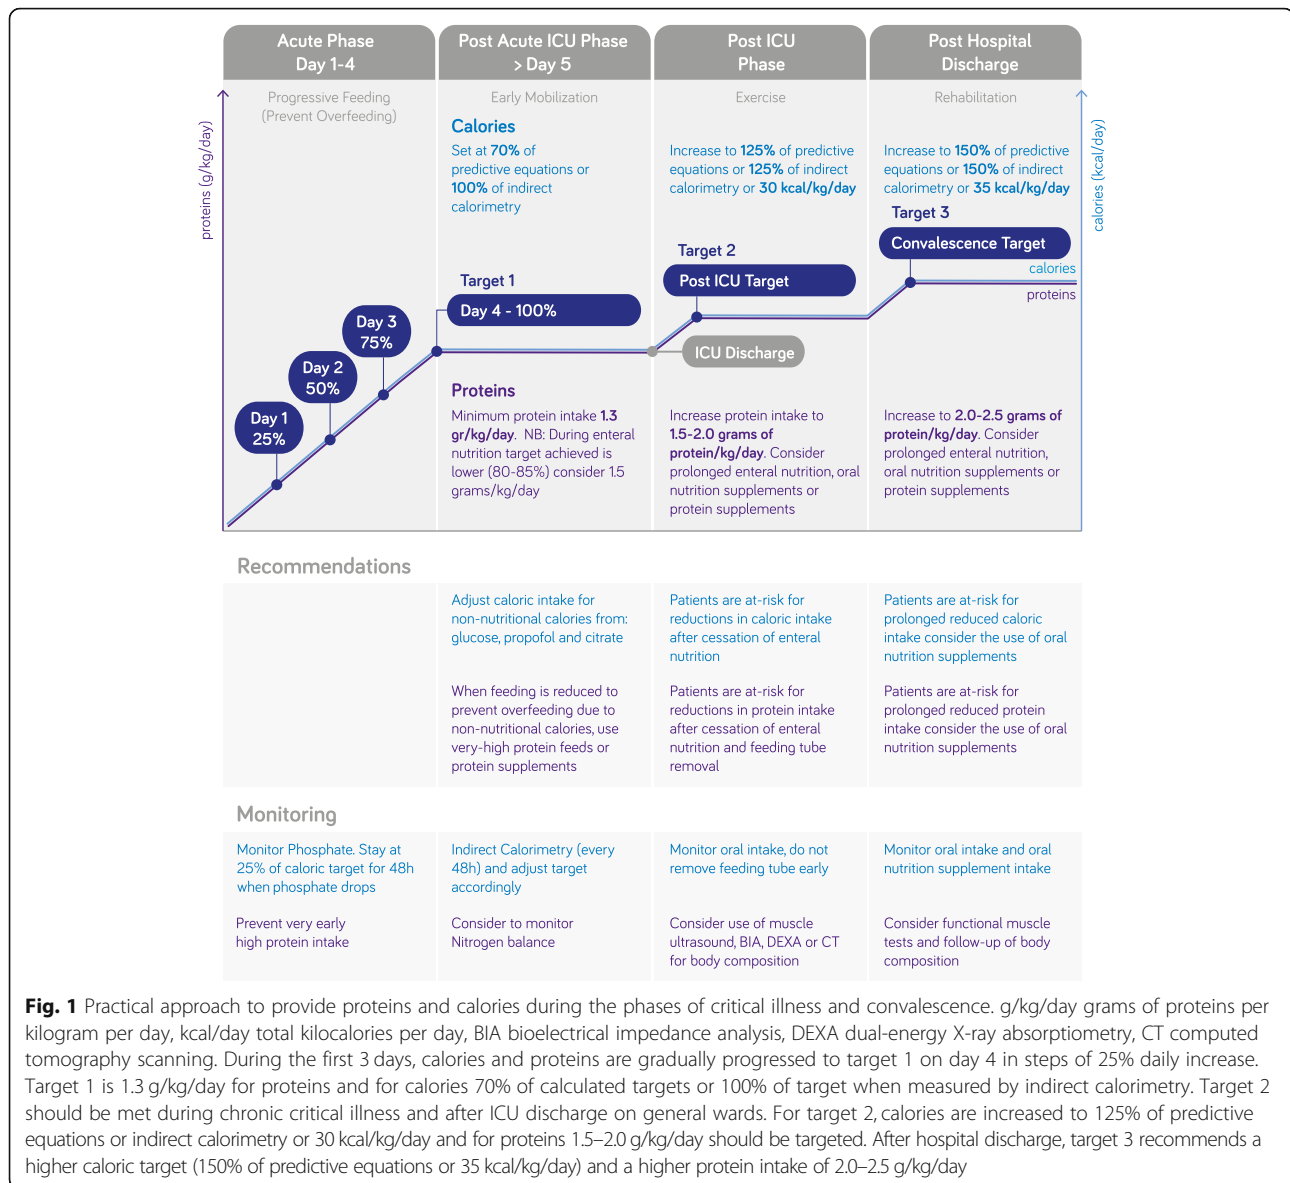 Acute Phase
Day 1-4
Post Acute ICU Phase
> Day 5
Post ICU
Phase
Post Hospital
Discharge
Progressive Feeding
(Prevent Overfeeding)
Early Mobilization
Exercise
Rehabilitation
proteins (g/kg/day)
calories (kcal/day)
Calories
Set at 70% of
predictive equations or
100% of indirect
calorimetry
Increase to 125% of predictive
equations or 125% of indirect
calorimetry or 30 kcal/kg/day
Increase to 150% of predictive
equations or 150% of indirect
calorimetry or 35 kcal/kg/day
Target 3
Convalescence Target
Target 2
Post ICU Target
Target 1
Day 4 - 100%
calories
proteins
Day 3
75%
Day 2
50%
Day 1
25%
ICU Discharge
Proteins
Minimum protein intake 1.3
gr/kg/day. NB: During enteral
nutrition target achieved is
lower (80-85%) consider 1.5
grams/kg/day
Increase protein intake to
1.5-2.0 grams of
protein/kg/day. Consider
prolonged enteral nutrition, oral
nutrition supplements or
protein supplements
Increase to 2.0-2.5 grams of
protein/kg/day. Consider
prolonged enteral nutrition,
oral nutrition supplements or
protein supplements
Recommendations
Adjust caloric intake for
non-nutritional calories from:
glucose, propofol and citrate
Patients are at-risk for
reductions in caloric intake
after cessation of enteral
nutrition
Patients are at-risk for
prolonged reduced caloric
intake consider the use of oral
nutrition supplements
When feeding is reduced to
prevent overfeeding due to
non-nutritional calories, use
very-high protein feeds or
protein supplements
Patients are at-risk for
reductions in protein intake
after cessation of enteral
nutrition and feeding tube
removal
Patients are at-risk for
prolonged reduced protein
intake consider the use of oral
nutrition supplements
Monitoring
Monitor Phosphate. Stay at
25% of caloric target for 48h
when phosphate drops
Indirect Calorimetry (every
48h) and adjust target
accordingly
Monitor oral intake, do not
remove feeding tube early
Monitor oral intake and oral
nutrition supplement intake
Prevent very early
high protein intake
Consider to monitor
Nitrogen balance
Consider use of muscle
ultrasound, BIA, DEXA or CT
for body composition
Consider functional muscle
tests and follow-up of body
composition
Fig. 1 Practical approach to provide proteins and calories during the phases of critical illness and convalescence. g/kg/day grams of proteins per
kilogram per day, kcal/day total kilocalories per day, BIA bioelectrical impedance analysis, DEXA dual-energy X-ray absorptiometry, CT computed
tomography scanning. During the first 3 days, calories and proteins are gradually progressed to target 1 on day 4 in steps of 25% daily increase.
Target 1 is 1.3 g/kg/day for proteins and for calories 70% of calculated targets or 100% of target when measured by indirect calorimetry. Target 2
should be met during chronic critical illness and after ICU discharge on general wards. For target 2, calories are increased to 125% of predictive
equations or indirect calorimetry or 30 kcal/kg/day and for proteins 1.5–2.0 g/kg/day should be targeted. After hospital discharge, target 3 recommends a
higher caloric target (150% of predictive equations or 35 kcal/kg/day) and a higher protein intake of 2.0–2.5 g/kg/day